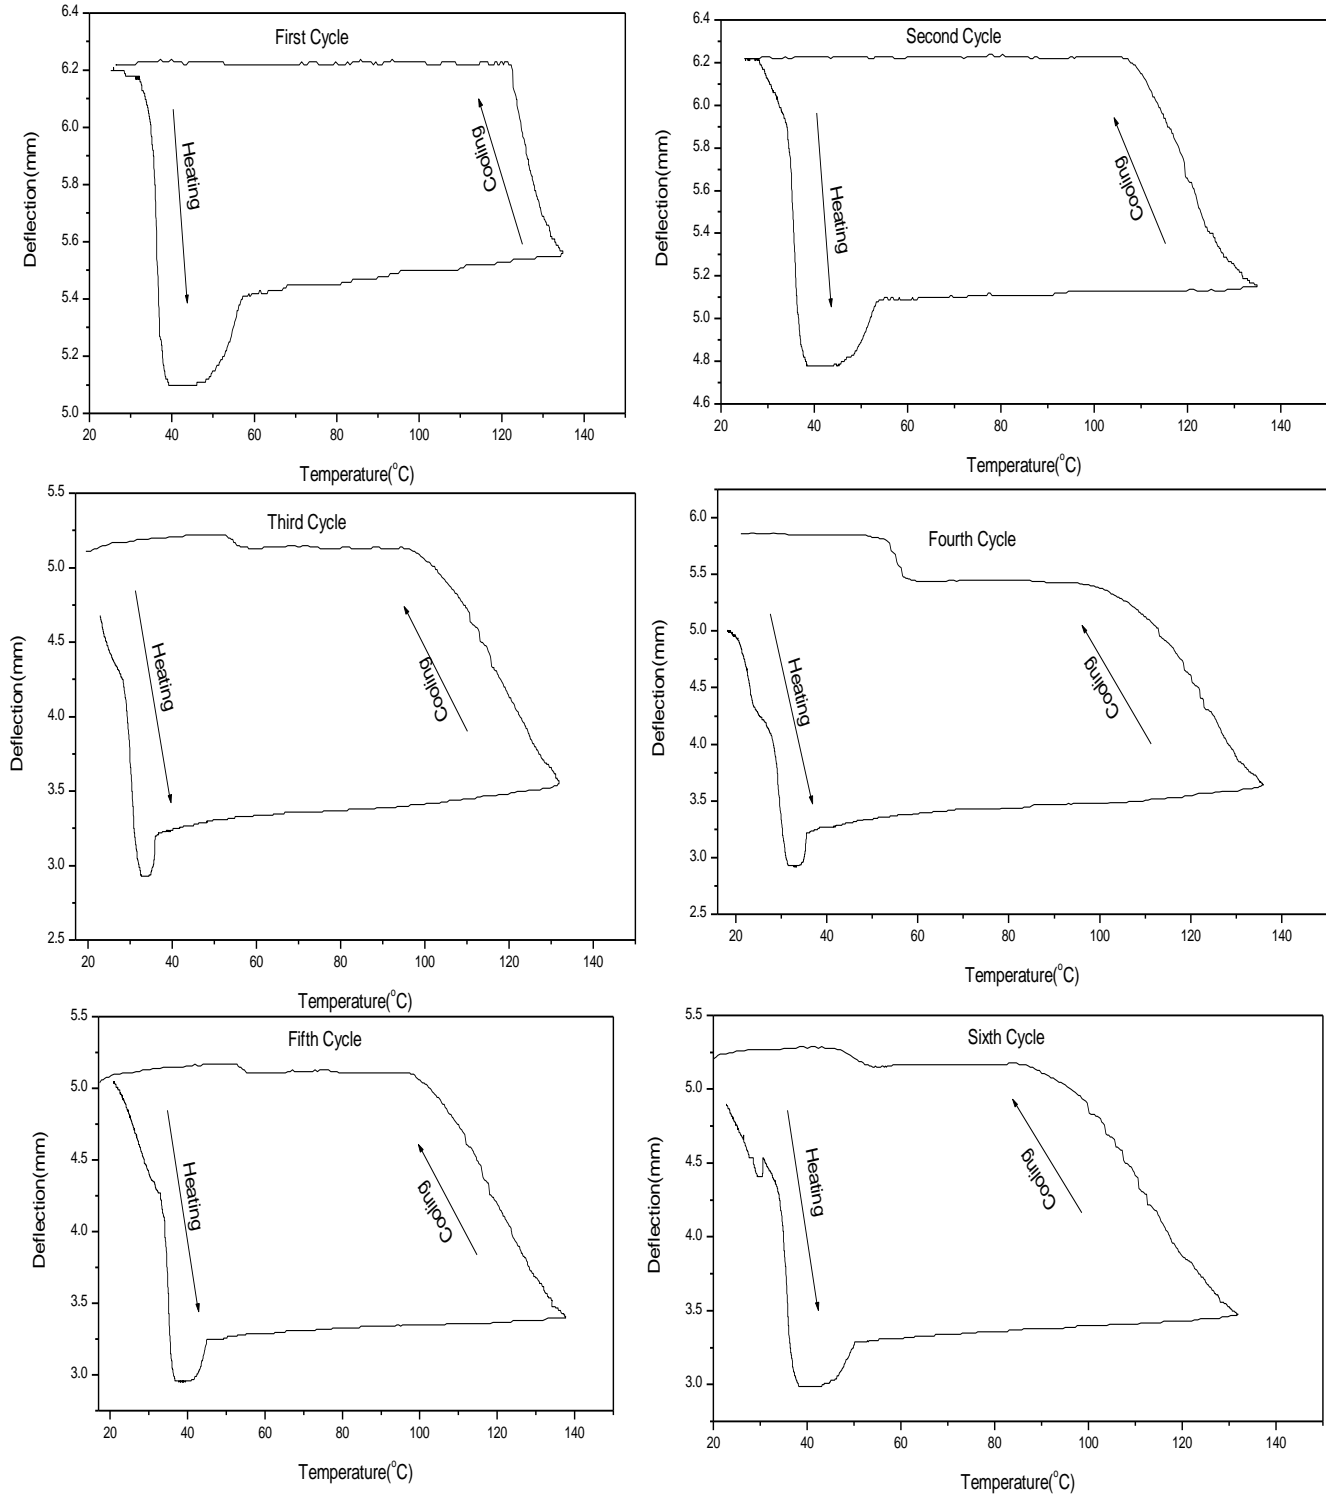 First Cycle
6.4
6.2
6.0
5.8
5.6
5.4
5.2
5.0
Deflection(mm)
Heating
Cooling
20 40 60 80 100 120 140
Temperature(°C)
Second Cycle
6.4
6.2
6.0
5.8
5.6
5.4
5.2
5.0
4.8
4.6
Deflection(mm)
Heating
Cooling
20 40 60 80 100 120 140
Temperature(°C)
Third Cycle
5.5
5.0
4.5
4.0
3.5
3.0
2.5
Deflection(mm)
Heating
Cooling
20 40 60 80 100 120 140
Temperature(°C)
Fourth Cycle
6.0
5.5
5.0
4.5
4.0
3.5
3.0
2.5
Deflection(mm)
Heating
Cooling
20 40 60 80 100 120 140
Temperature(°C)
Fifth Cycle
5.5
5.0
4.5
4.0
3.5
3.0
Deflection(mm)
Heating
Cooling
20 40 60 80 100 120 140
Temperature(°C)
Sixth Cycle
5.5
5.0
4.5
4.0
3.5
3.0
Deflection(mm)
Heating
Cooling
20 40 60 80 100 120 140
Temperature(°C)